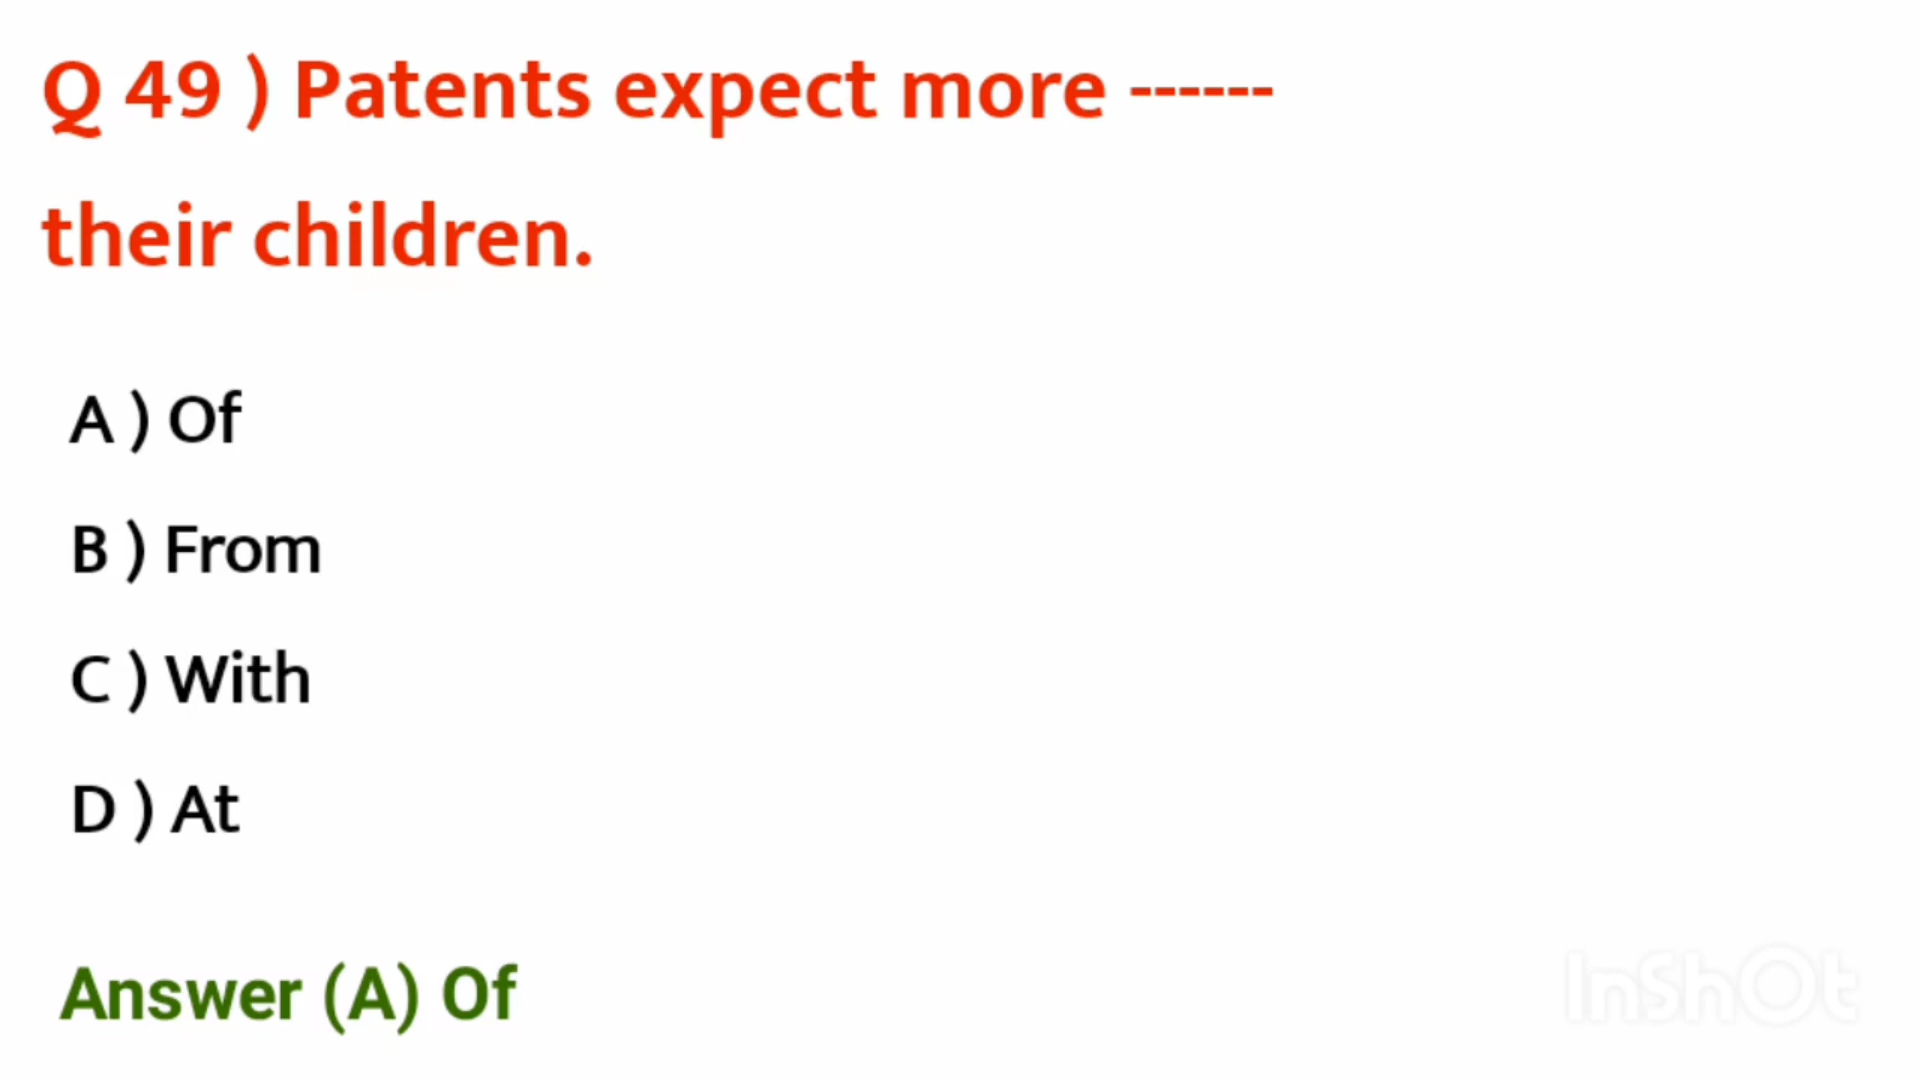 Q 49 ) Patents expect more ------
their children.
A ) Of
B ) From
C ) With
D ) At
Answer (A) Of
InShOt